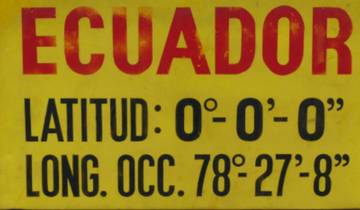 ECUADOR
LATITUD: 0°-0'-0"
LONG. OCC. 78°-27'-8"